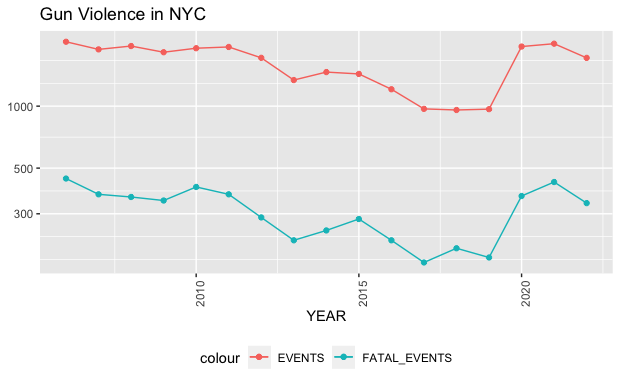 Gun Violence in NYC
1000
500
300
2010
2015
2020
YEAR
colour EVENTS FATAL_EVENTS